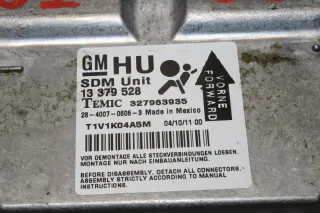 GM HU
SDM Unit
13 379 528
TEMIC 327963935
28-4007-0606-3 Made in Mexico
T1V1K04A5M 04/10/11 00
VORNE
FORWARD
VOR DEMONTAGE ALLE STECKVERBINDUNGEN LOESEN.
MONTAGE NUR NACH EINBAUANLEITUNG.
BEFORE DISASSEMBLY, DETACH ALL CONNECTORS.
ASSEMBLY STRICTLY ACCORDING TO MANUAL